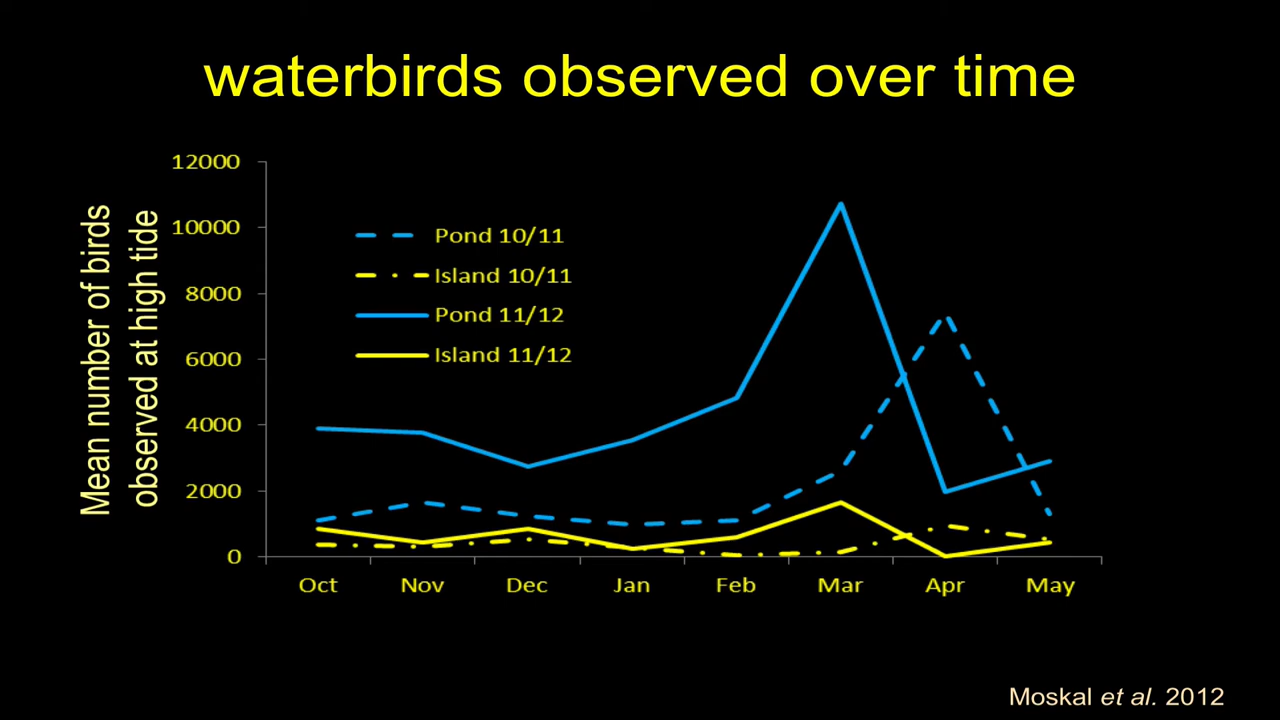 waterbirds observed over time
Mean number of birds
observed at high tide
12000
10000
8000
6000
4000
2000
0
Pond 10/11
Island 10/11
Pond 11/12
Island 11/12
Oct Nov Dec Jan Feb Mar Apr May
Moskal et al. 2012